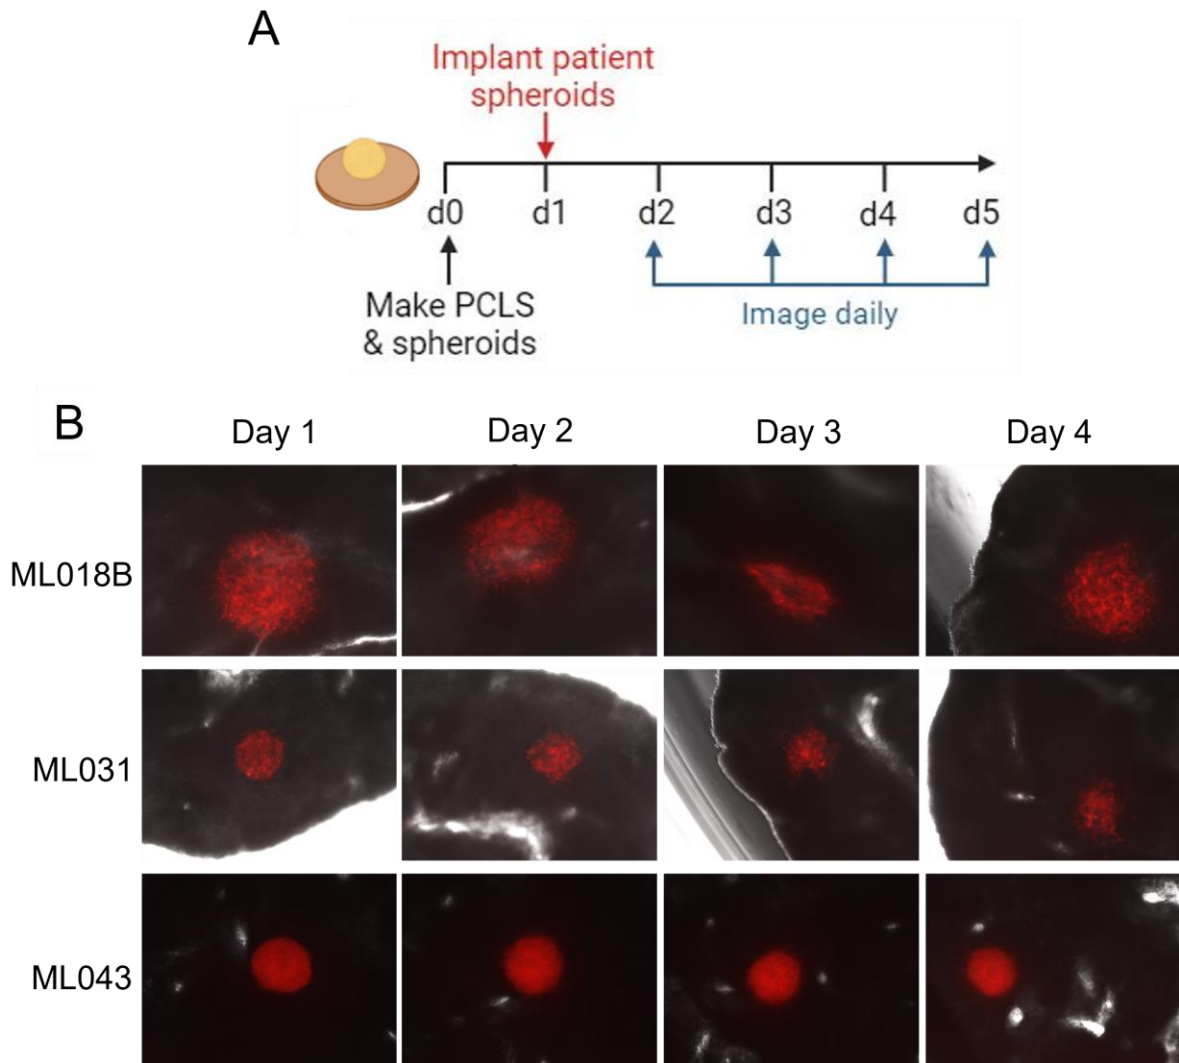 A
Implant patient
spheroids
d0 d1 d2 d3 d4 d5
Make PCLS
& spheroids
Image daily
B
Day 1 Day 2 Day 3 Day 4
ML018B
ML031
ML043